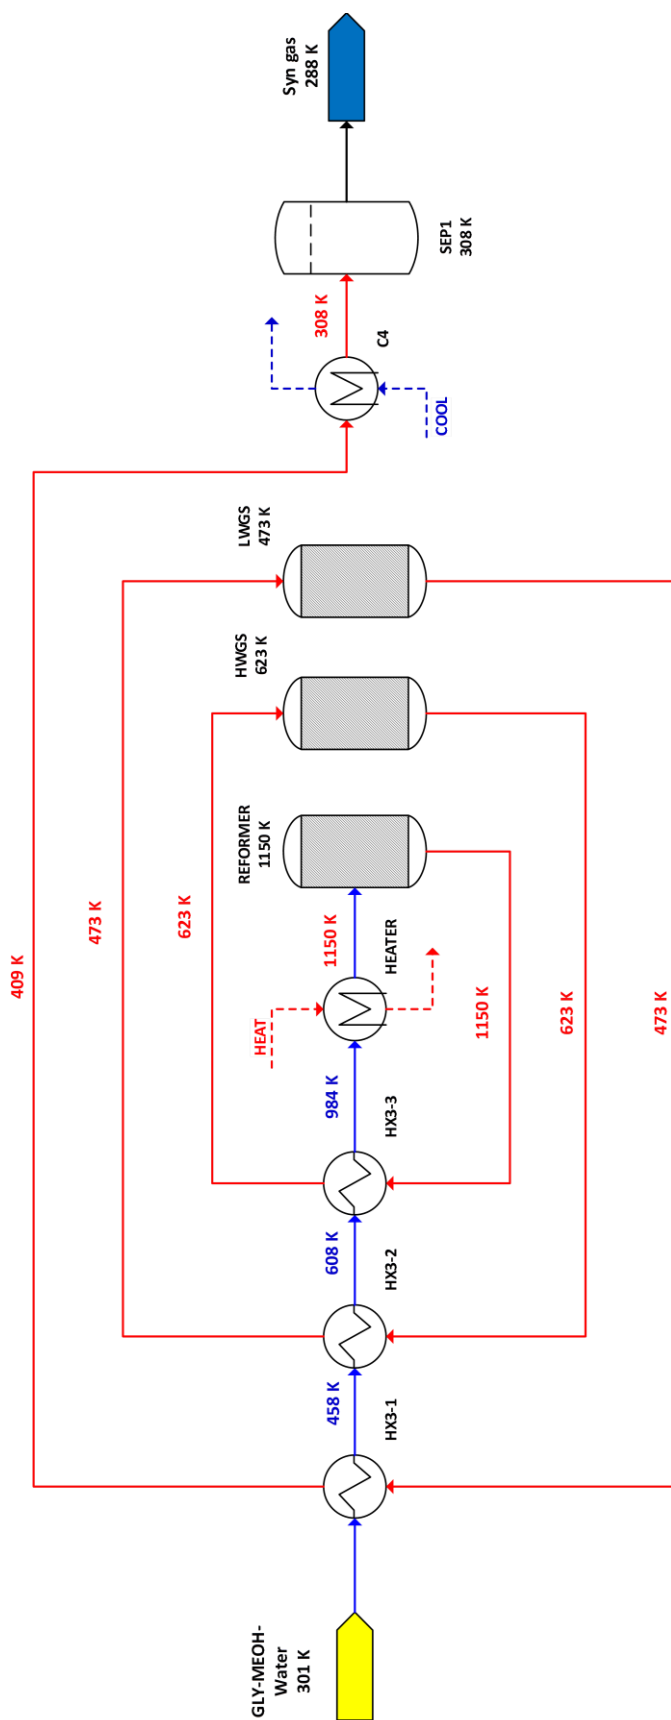 GLY-MEOH-
Water
301 K
HX3-1
458 K
HX3-2
608 K
HX3-3
984 K
HEAT
HEATER
1150 K
REFORMER
1150 K
1150 K
623 K
HWGS
623 K
623 K
473 K
LWGS
473 K
473 K
409 K
COOL
C4
308 K
SEP1
308 K
Syn gas
288 K